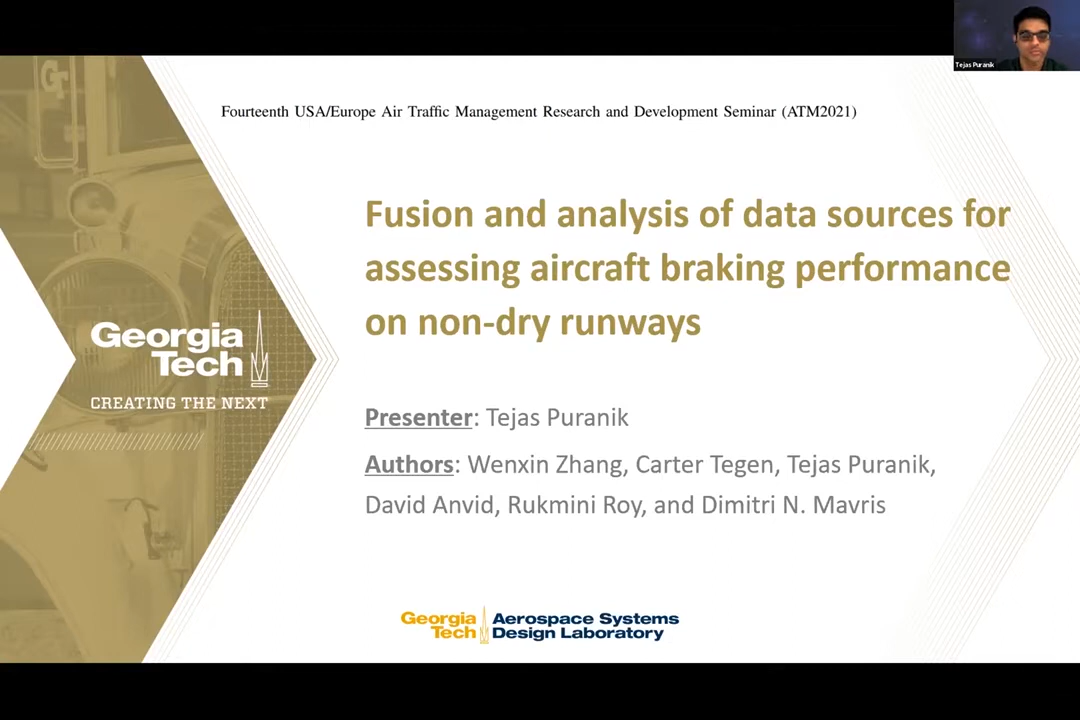 Tejas Puranik
Fourteenth USA/Europe Air Traffic Management Research and Development Seminar (ATM2021)
Fusion and analysis of data sources for
assessing aircraft braking performance
on non-dry runways
GT
Georgia
Tech
CREATING THE NEXT
Presenter: Tejas Puranik
Authors: Wenxin Zhang, Carter Tegen, Tejas Puranik,
David Anvid, Rukmini Roy, and Dimitri N. Mavris
Georgia
Tech
Aerospace Systems
Design Laboratory